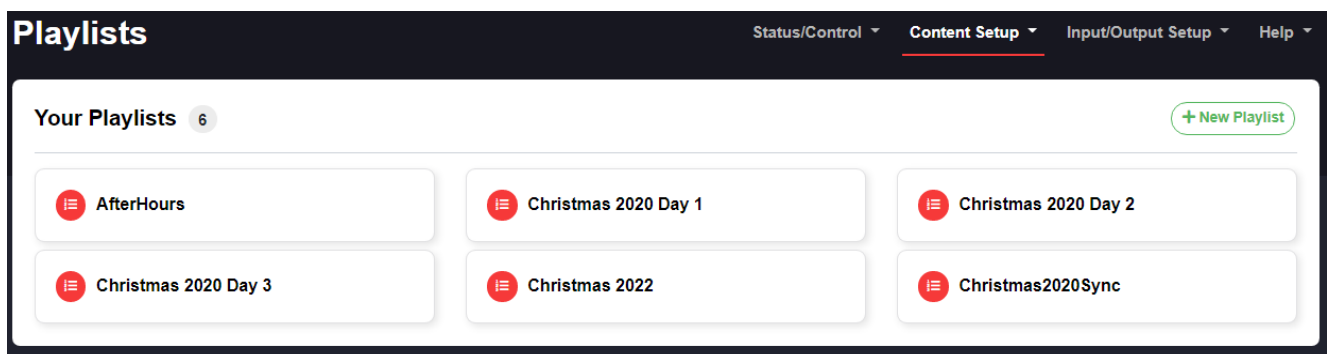 Playlists
Status/Control Content Setup Input/Output Setup Help
Your Playlists 6
+ New Playlist
AfterHours
Christmas 2020 Day 1
Christmas 2020 Day 2
Christmas 2020 Day 3
Christmas 2022
Christmas2020Sync